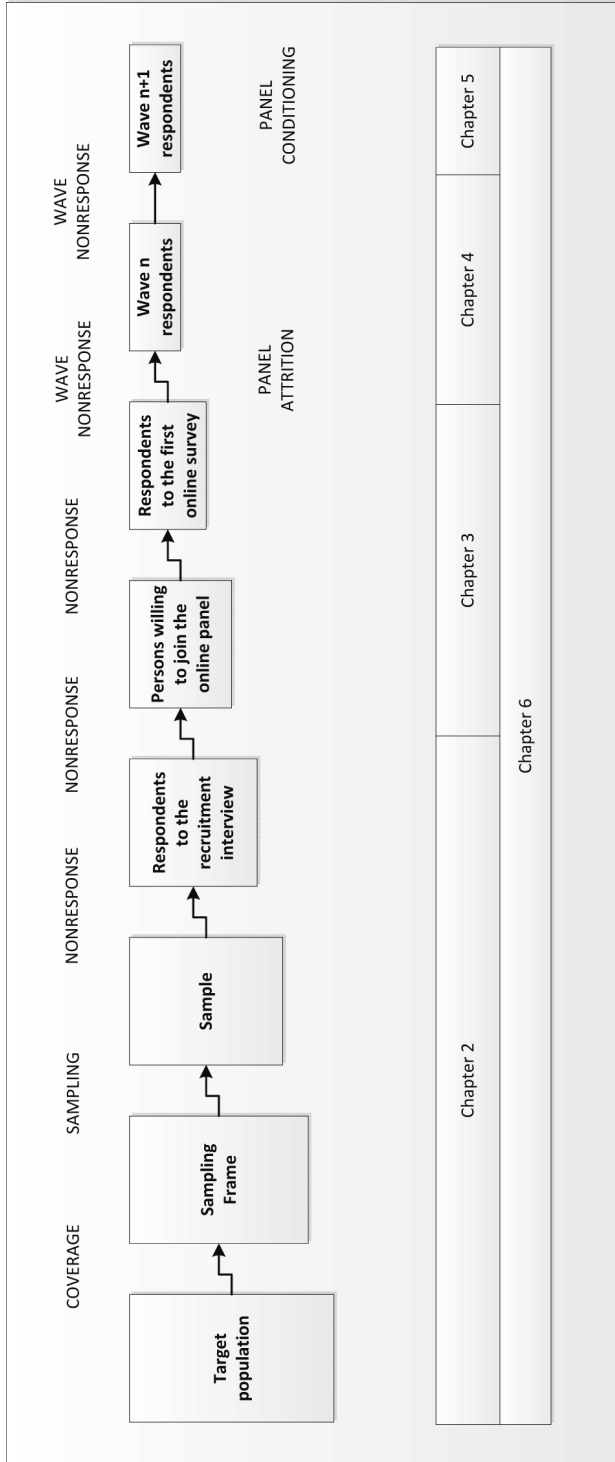 COVERAGE
SAMPLING
NONRESPONSE
NONRESPONSE
NONRESPONSE
WAVE
NONRESPONSE
WAVE
NONRESPONSE
Target
population
Sampling
Frame
Sample
Respondents
to the
recruitment
interview
Persons willing
to join the
online panel
Respondents
to the first
online survey
Wave n
respondents
Wave n+1
respondents
PANEL
ATTRITION
PANEL
CONDITIONING
Chapter 2
Chapter 3
Chapter 4
Chapter 5
Chapter 6